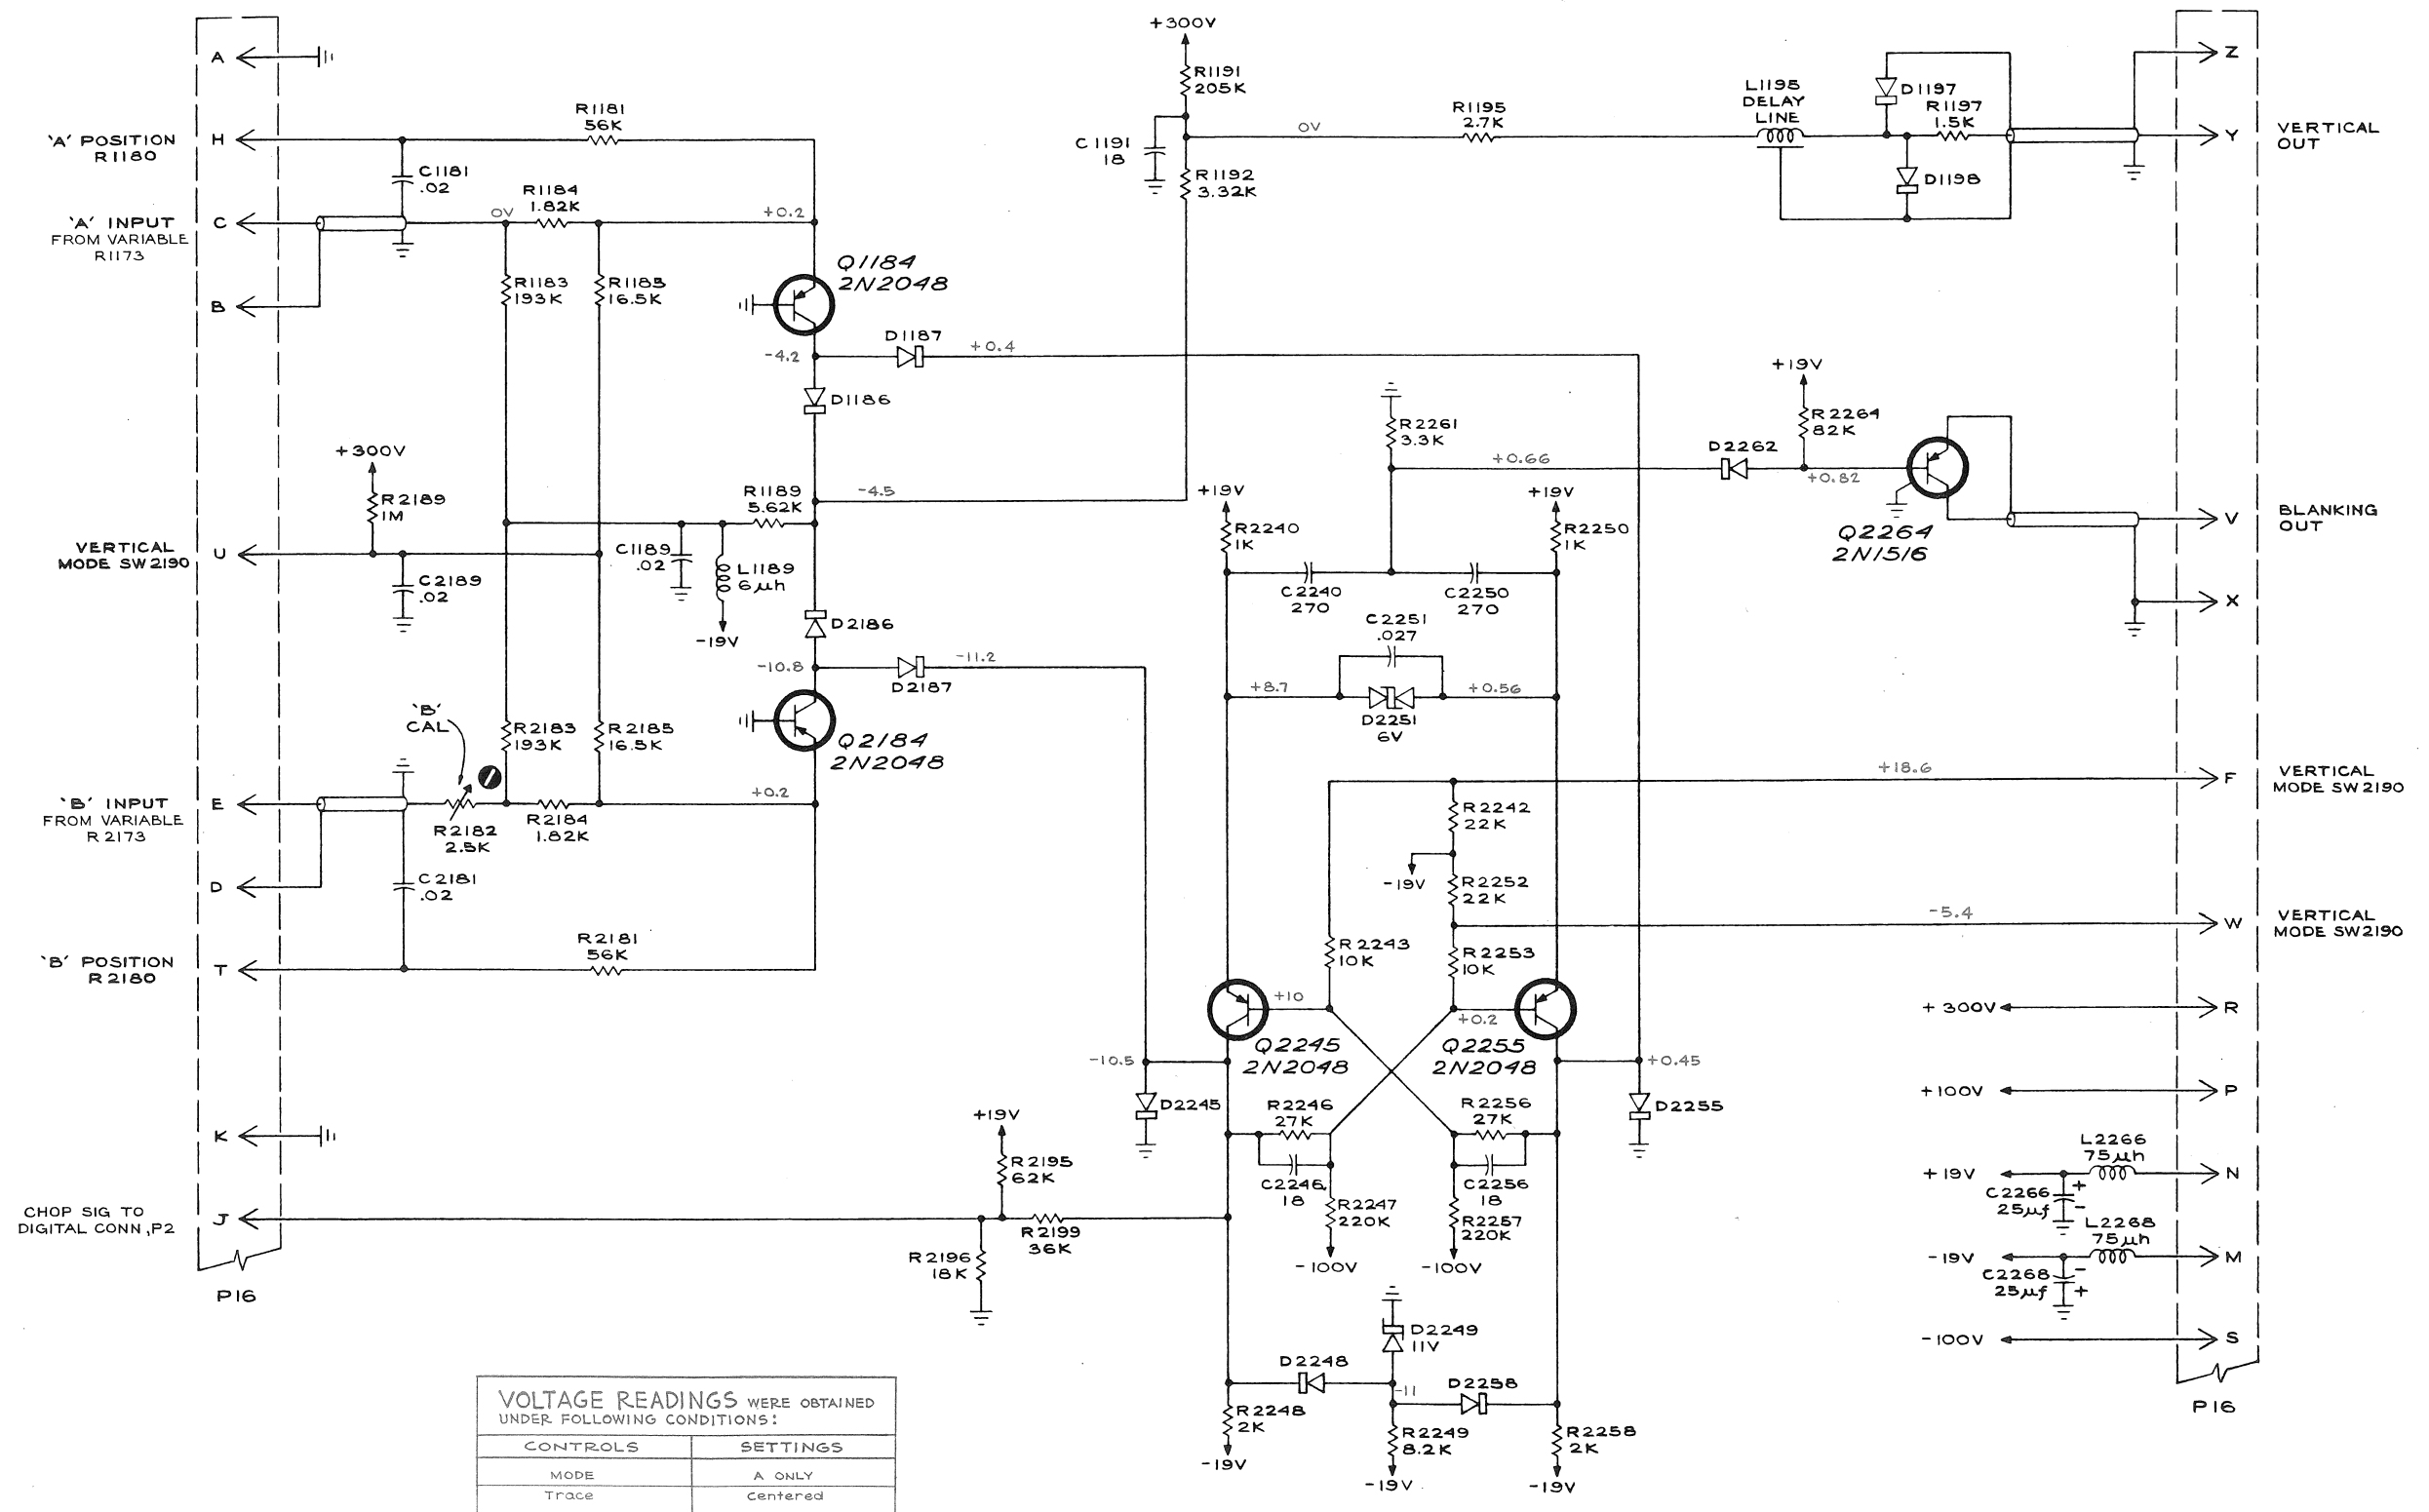 A
H
'A' POSITION
R1180
C
'A' INPUT
FROM VARIABLE
R1173
B
VERTICAL
MODE SW2190
U
'B' INPUT
FROM VARIABLE
R2173
E
D
'B' POSITION
R2180
T
K
CHOP SIG TO
DIGITAL CONN, P2
J
P16
R1181
56K
C1181
.02
0V
R1184
1.82K
+0.2
R1183
193K
R1185
16.5K
Q1184
2N2048
-4.2
D1187
+0.4
D1186
+300V
R2189
1M
C2189
.02
R1189
5.62K
-4.5
C1189
.02
L1189
6µh
-19V
D2186
-10.8
D2187
-11.2
'B'
CAL
R2183
193K
R2185
16.5K
Q2184
2N2048
+0.2
R2182
2.5K
R2184
1.82K
C2181
.02
R2181
56K
+300V
R1191
205K
C1191
18
R1192
3.32K
0V
R1195
2.7K
L1195
DELAY
LINE
D1197
R1197
1.5K
D1198
Z
Y
VERTICAL
OUT
R2261
3.3K
+0.66
D2262
+19V
R2264
82K
+0.82
Q2264
2N1516
V
BLANKING
OUT
X
+19V
R2240
1K
+19V
R2250
1K
C2240
270
C2250
270
C2251
.027
+8.7
+0.56
D2251
6V
+18.6
F
VERTICAL
MODE SW2190
R2242
22K
-19V
R2252
22K
-5.4
W
VERTICAL
MODE SW2190
R2243
10K
R2253
10K
+10
+0.2
Q2245
2N2048
Q2255
2N2048
-10.5
+0.45
D2245
D2255
R2246
27K
R2256
27K
C2246
18
C2256
18
R2247
220K
R2257
220K
-100V
-100V
+19V
R2195
62K
R2199
36K
R2196
18K
D2249
11V
D2248
-11
D2258
R2248
2K
R2249
8.2K
R2258
2K
-19V
-19V
-19V
+300V
R
+100V
P
L2266
75µh
+19V
N
C2266
25µf
+
-
L2268
75µh
-19V
M
C2268
25µf
-
+
-100V
S
P16
VOLTAGE READINGS WERE OBTAINED
UNDER FOLLOWING CONDITIONS:
CONTROLS SETTINGS
MODE A ONLY
Trace Centered